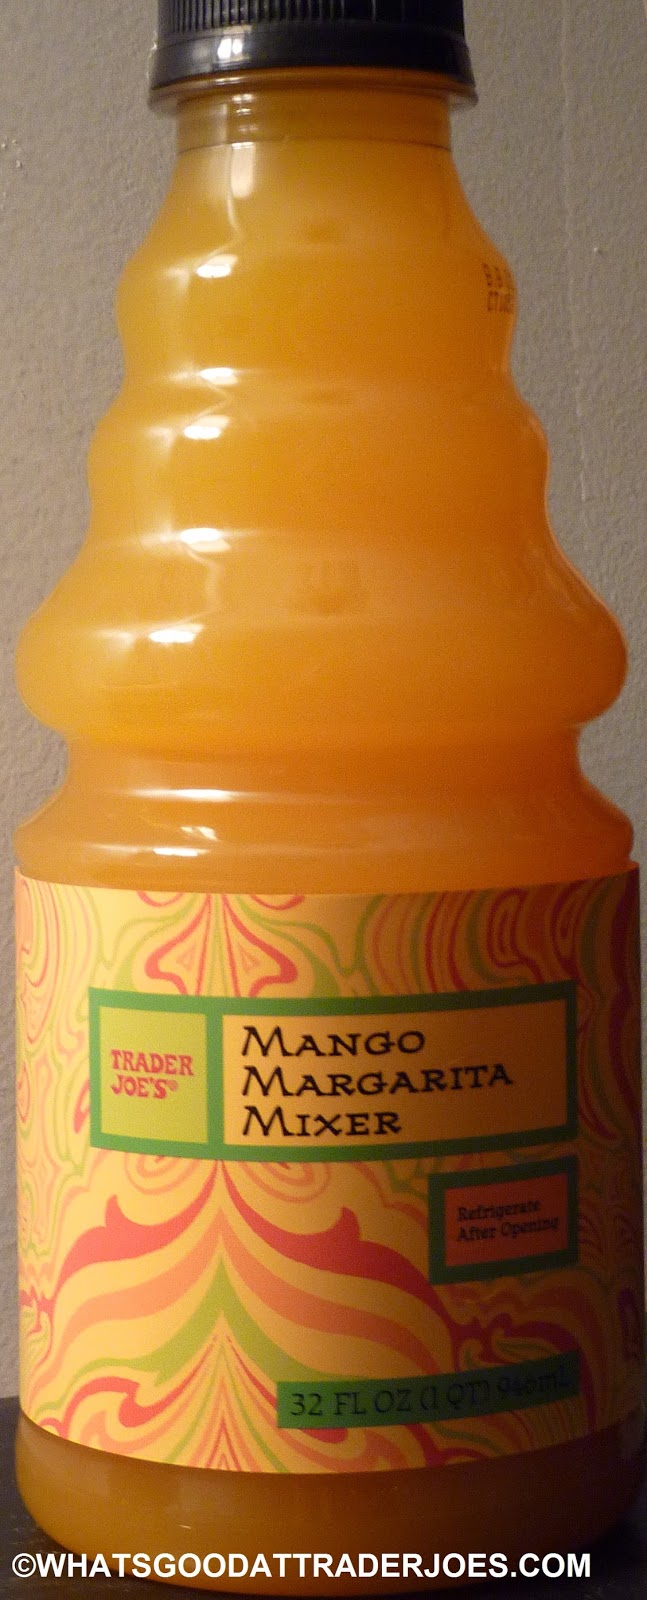 TRADER
JOE'S®
MANGO
MARGARITA
MIXER
Refrigerate
After Opening
32 FL OZ (1 QT) 946mL
©WHATSGOODATTRADERJOES.COM